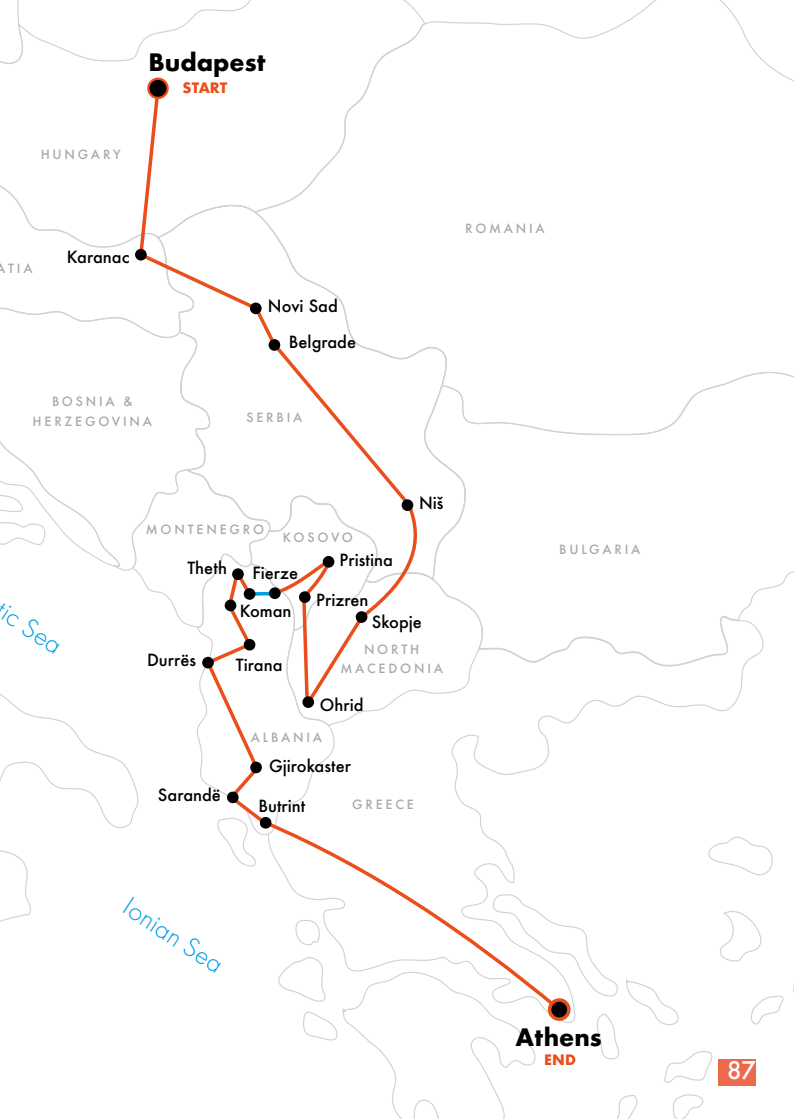 Budapest
START
HUNGARY
ROMANIA
Karanac
ATIA
Novi Sad
Belgrade
BOSNIA &
HERZEGOVINA
SERBIA
Niš
MONTENEGRO
KOSOVO
BULGARIA
Pristina
Theth
Fierze
Prizren
Koman
Skopje
tic Sea
NORTH
MACEDONIA
Durrës
Tirana
Ohrid
ALBANIA
Gjirokaster
Sarandë
Butrint
GREECE
Ionian Sea
Athens
END
87